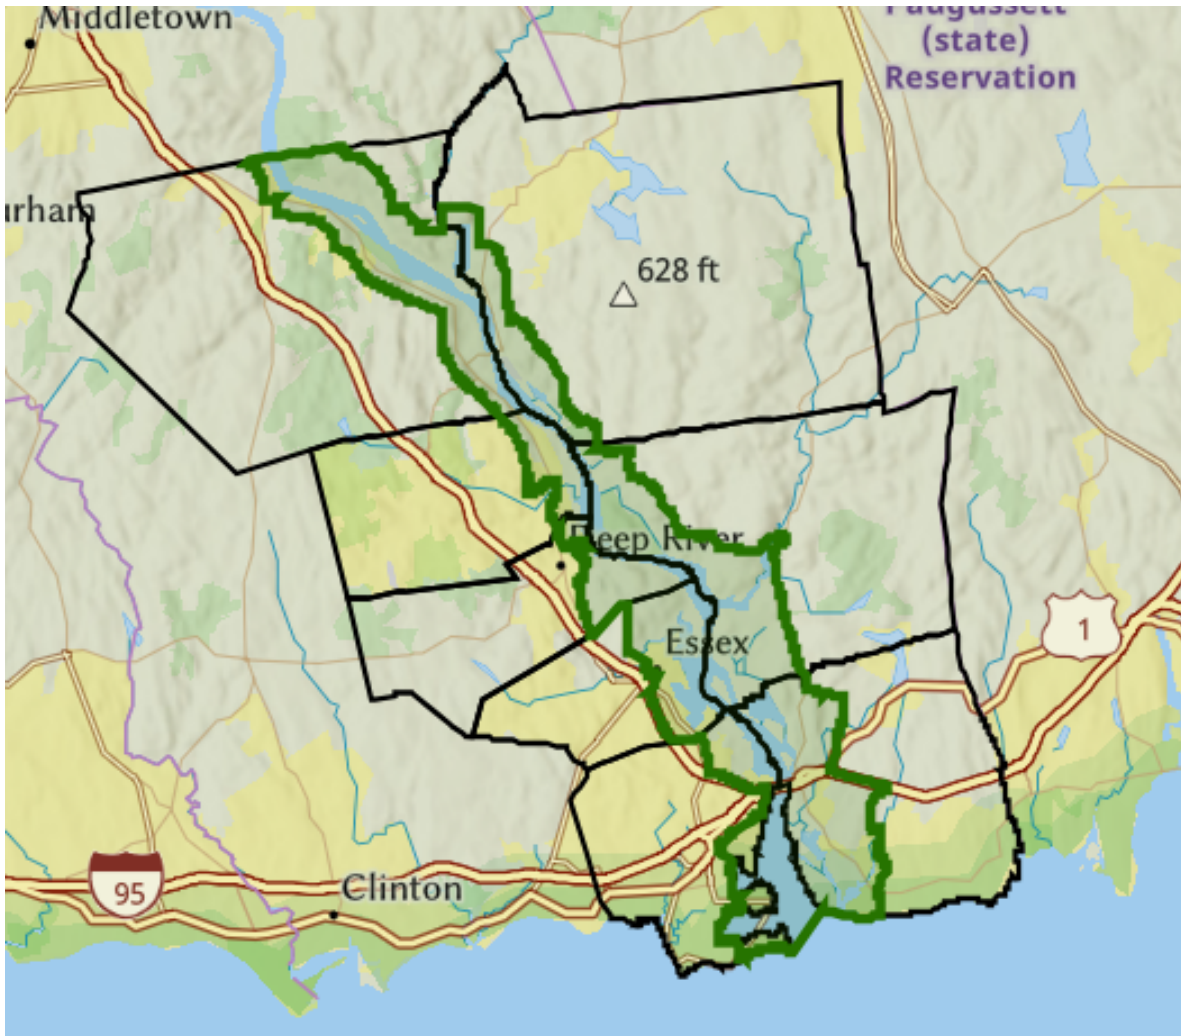 Middletown
Paugussett
(state)
Reservation
urham
628 ft
Deep River
1
Essex
95
Clinton